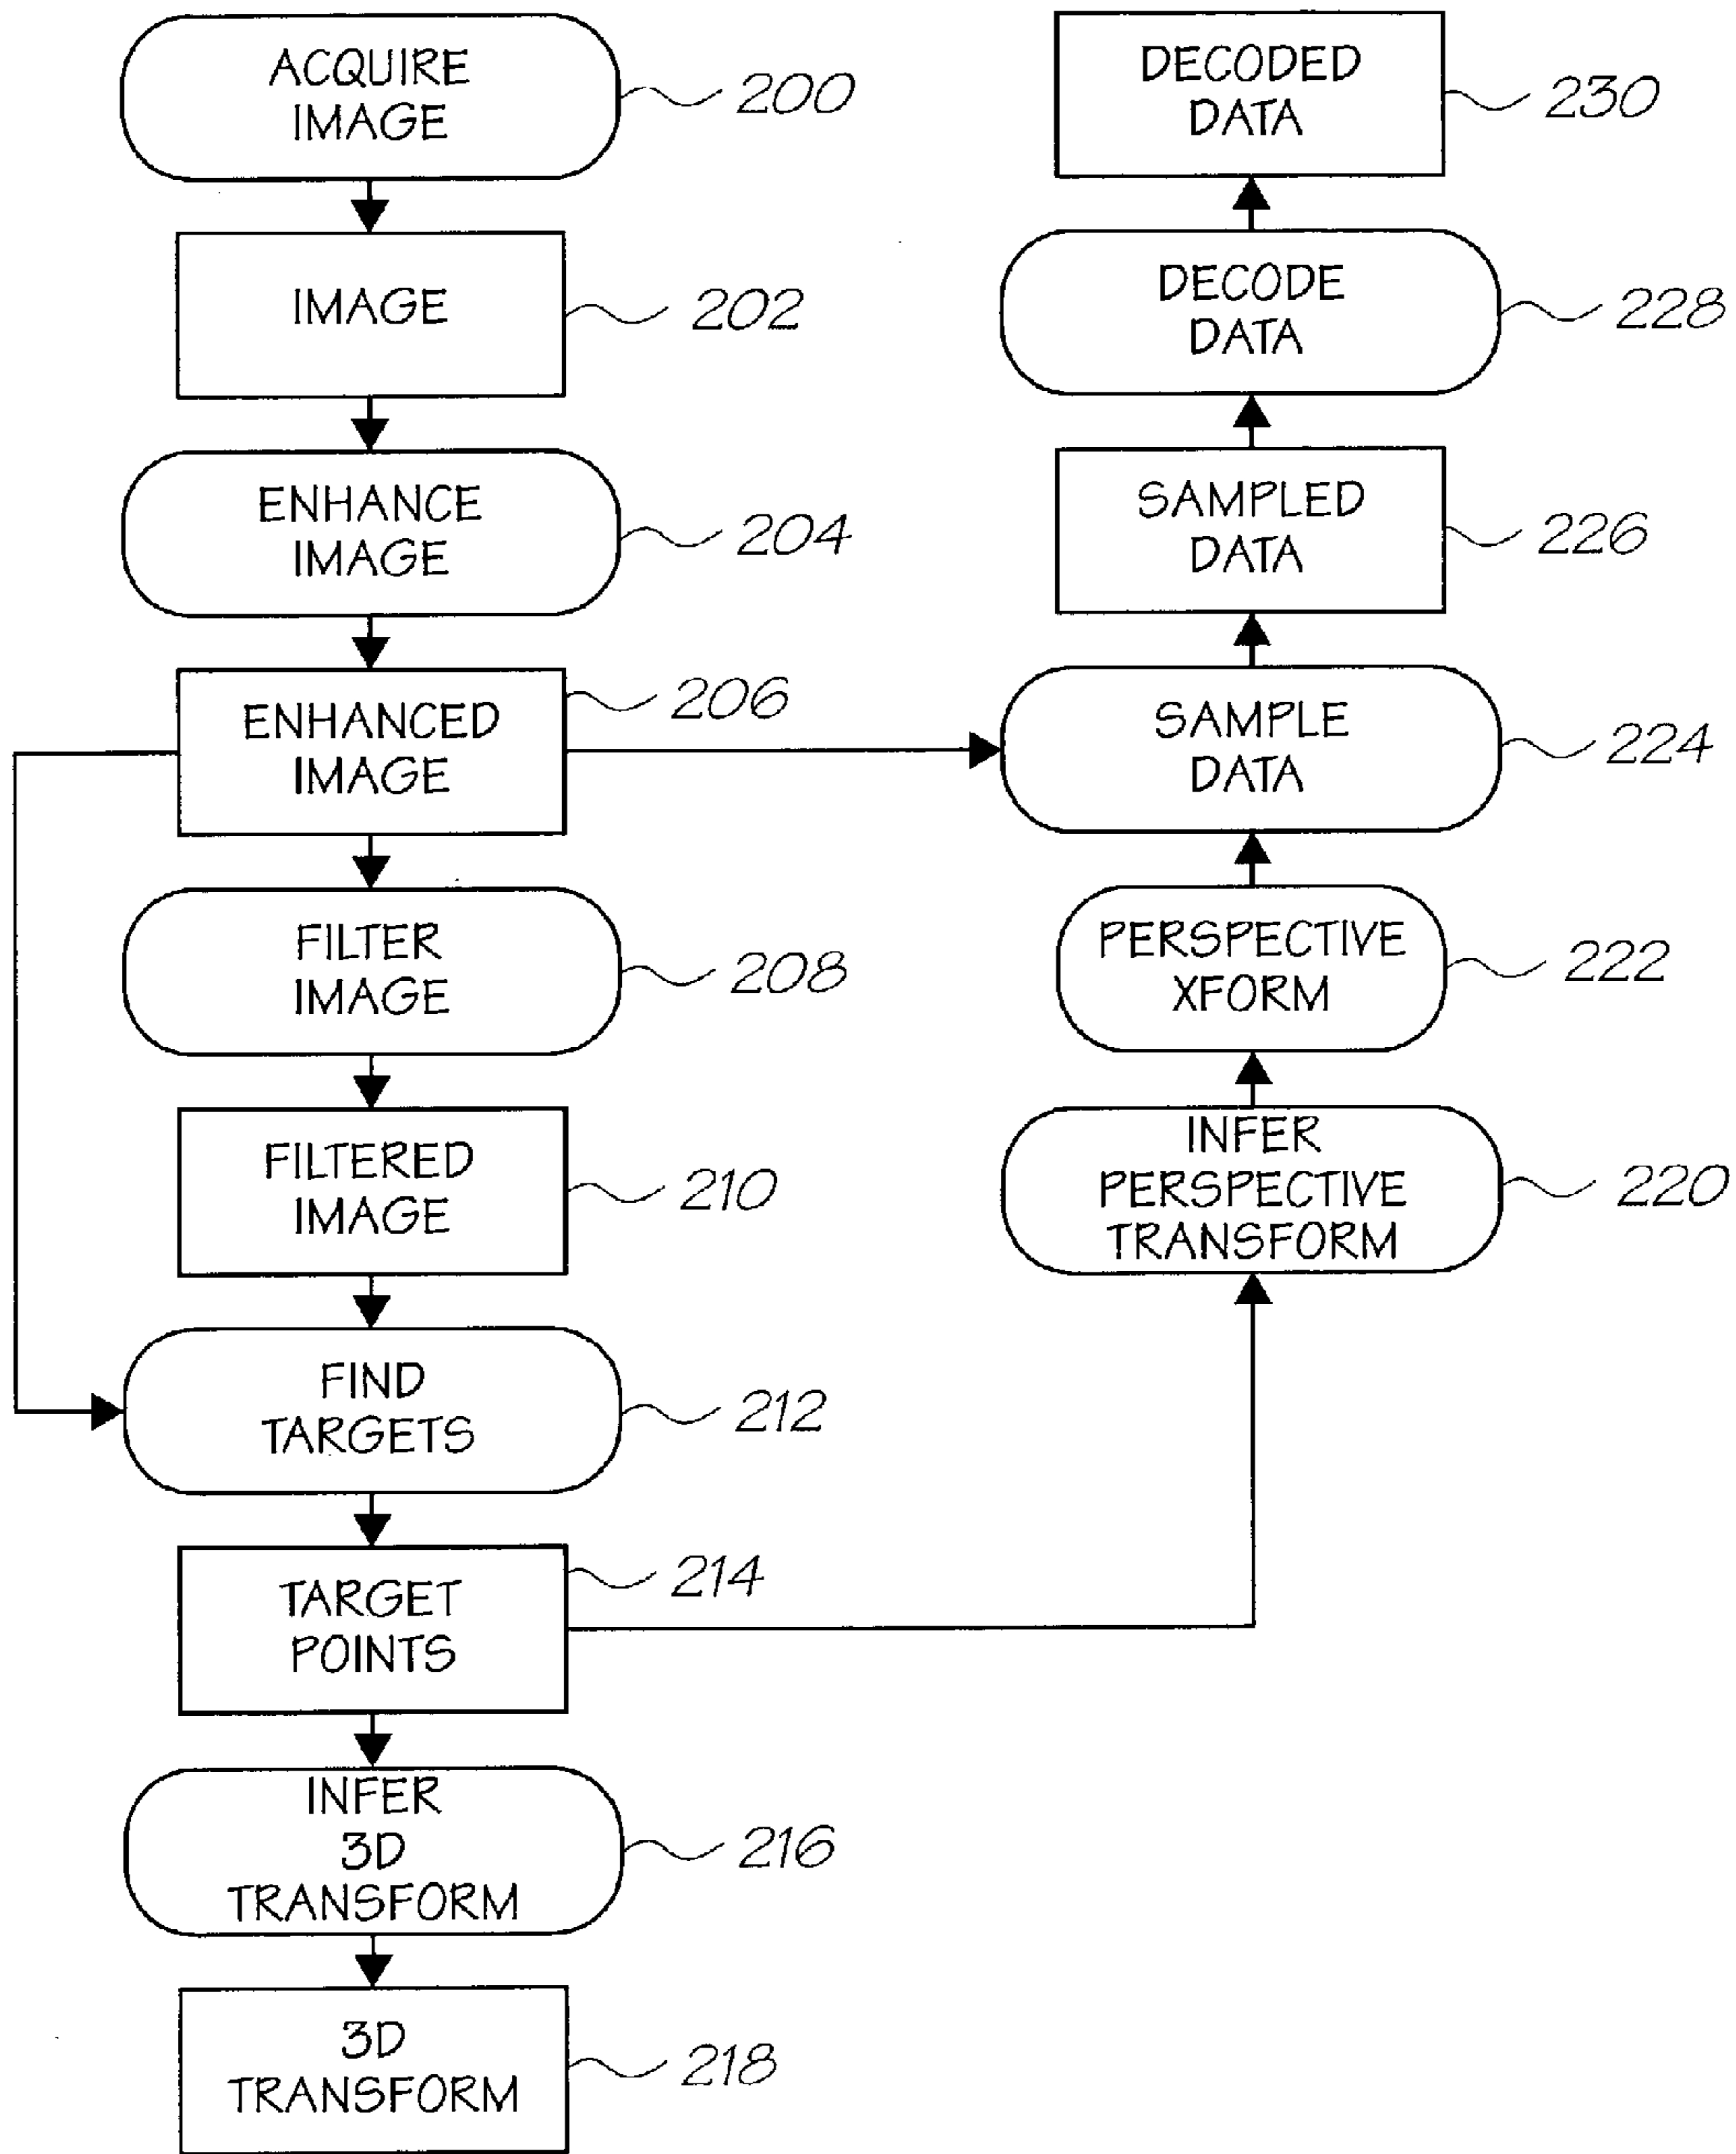 ACQUIRE
IMAGE
200
IMAGE
202
ENHANCE
IMAGE
204
ENHANCED
IMAGE
206
FILTER
IMAGE
208
FILTERED
IMAGE
210
FIND
TARGETS
212
TARGET
POINTS
214
INFER
3D
TRANSFORM
216
3D
TRANSFORM
218
DECODED
DATA
230
DECODE
DATA
228
SAMPLED
DATA
226
SAMPLE
DATA
224
PERSPECTIVE
XFORM
222
INFER
PERSPECTIVE
TRANSFORM
220